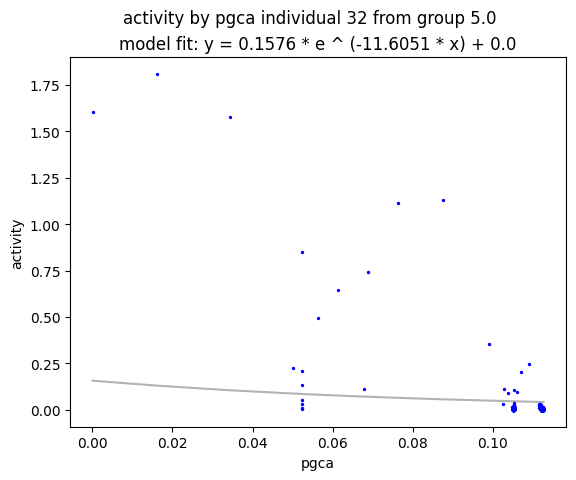 activity by pgca individual 32 from group 5.0
model fit: y = 0.1576 * e ^ (-11.6051 * x) + 0.0
1.75
1.50
1.25
1.00
0.75
0.50
0.25
0.00
activity
0.00 0.02 0.04 0.06 0.08 0.10
pgca